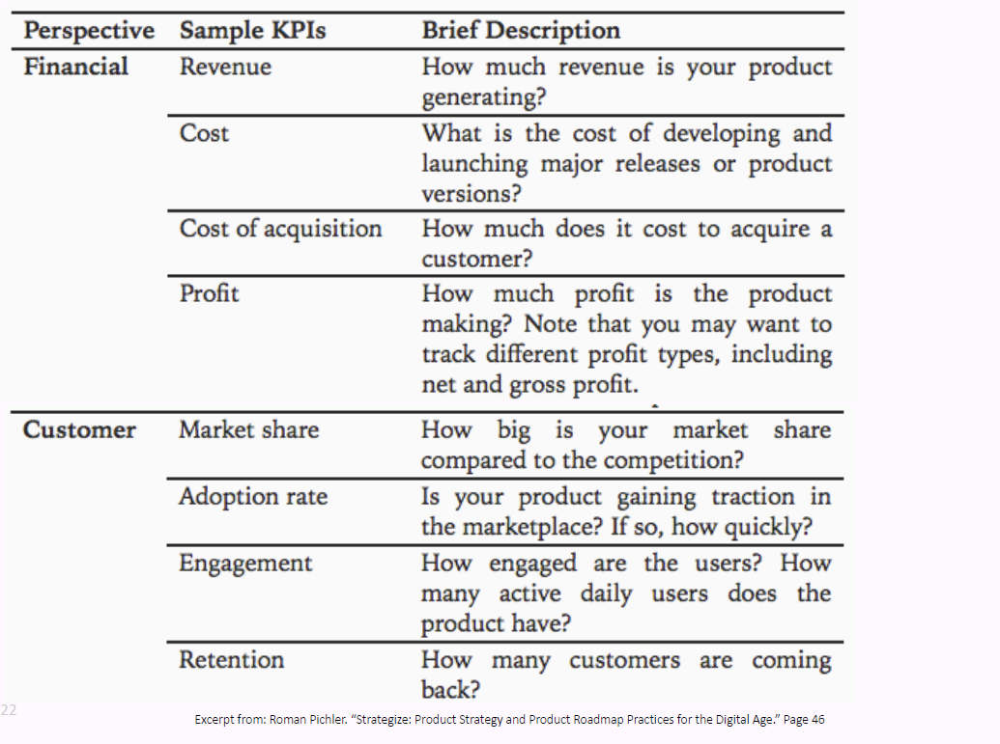 Perspective Sample KPIs Brief Description
Financial Revenue How much revenue is your product
generating?
Cost What is the cost of developing and
launching major releases or product
versions?
Cost of acquisition How much does it cost to acquire a
customer?
Profit How much profit is the product
making? Note that you may want to
track different profit types, including
net and gross profit.
Customer Market share How big is your market share
compared to the competition?
Adoption rate Is your product gaining traction in
the marketplace? If so, how quickly?
Engagement How engaged are the users? How
many active daily users does the
product have?
Retention How many customers are coming
back?
22
Excerpt from: Roman Pichler. “Strategize: Product Strategy and Product Roadmap Practices for the Digital Age.” Page 46